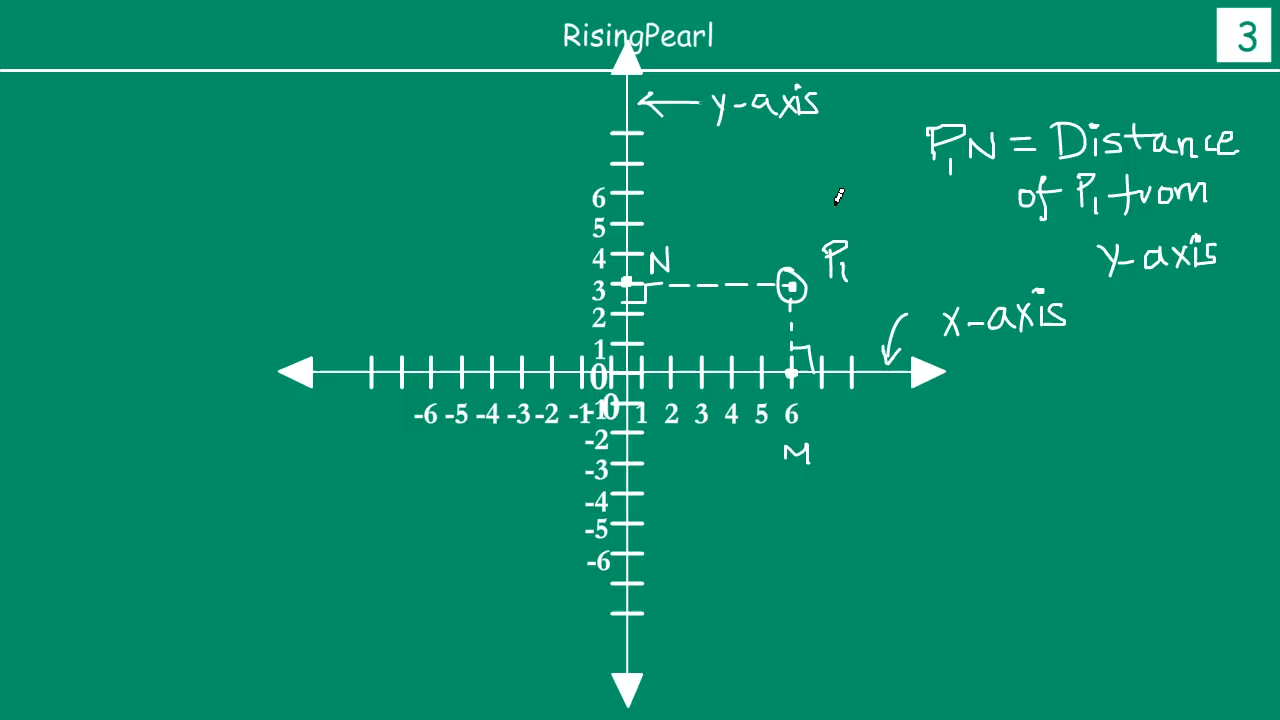 RisingPearl
3
y-axis
P1N = Distance
of P1 from
y-axis
6
5
4
3
2
1
0
N
P1
x-axis
-6 -5 -4 -3 -2 -1 0 1 2 3 4 5 6
-1
-2
-3
-4
-5
-6
M